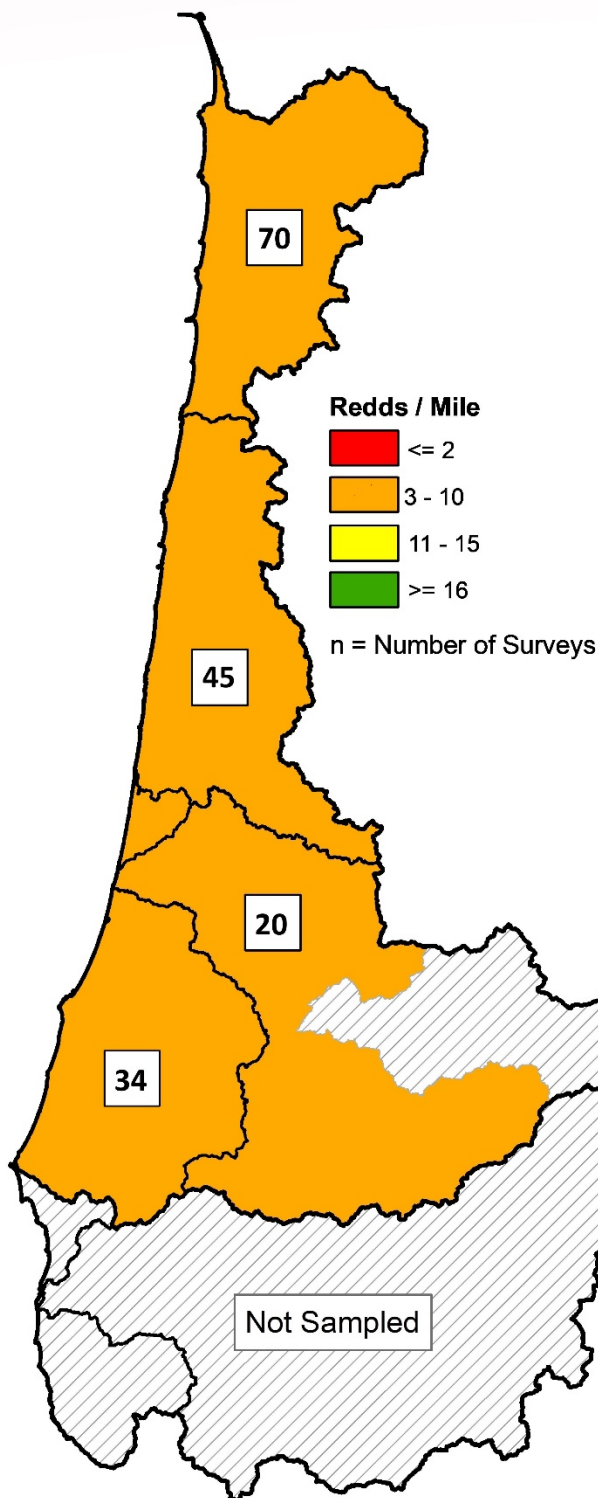 70
Redds / Mile
<= 2
3 - 10
11 - 15
>= 16
n = Number of Surveys
45
20
34
Not Sampled